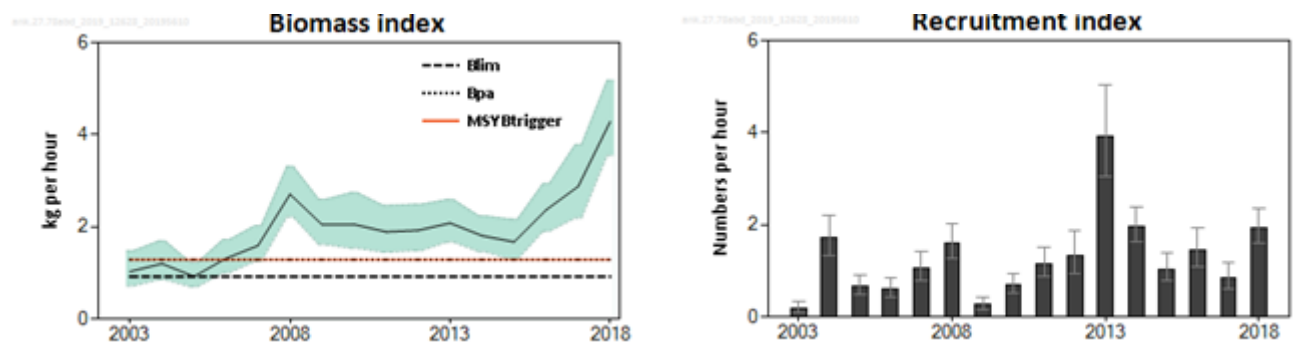 Biomass index
6
4
2
0
kg per hour
Blim
Bpa
MSYBtrigger
2003
2008
2013
2018
Recruitment index
6
4
2
0
Numbers per hour
2003
2008
2013
2018